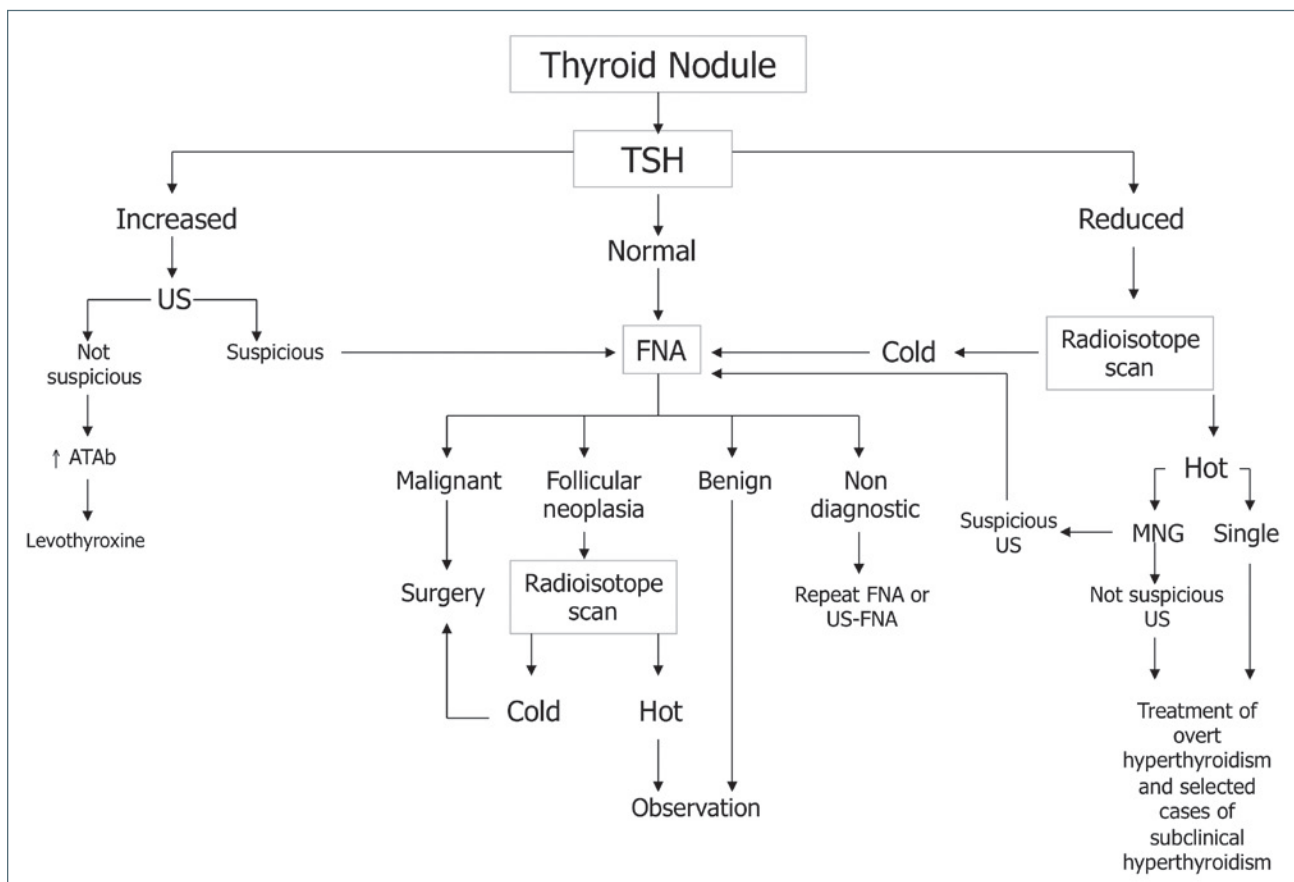 Thyroid Nodule
TSH
Increased
Normal
Reduced
US
Not
suspicious
Suspicious
FNA
Cold
Radioisotope
scan
↑ ATAb
Levothyroxine
Malignant
Follicular
neoplasia
Benign
Non
diagnostic
Suspicious
US
Hot
MNG
Single
Surgery
Radioisotope
scan
Repeat FNA or
US-FNA
Not suspicious
US
Cold
Hot
Observation
Treatment of
overt
hyperthyroidism
and selected
cases of
subclinical
hyperthyroidism